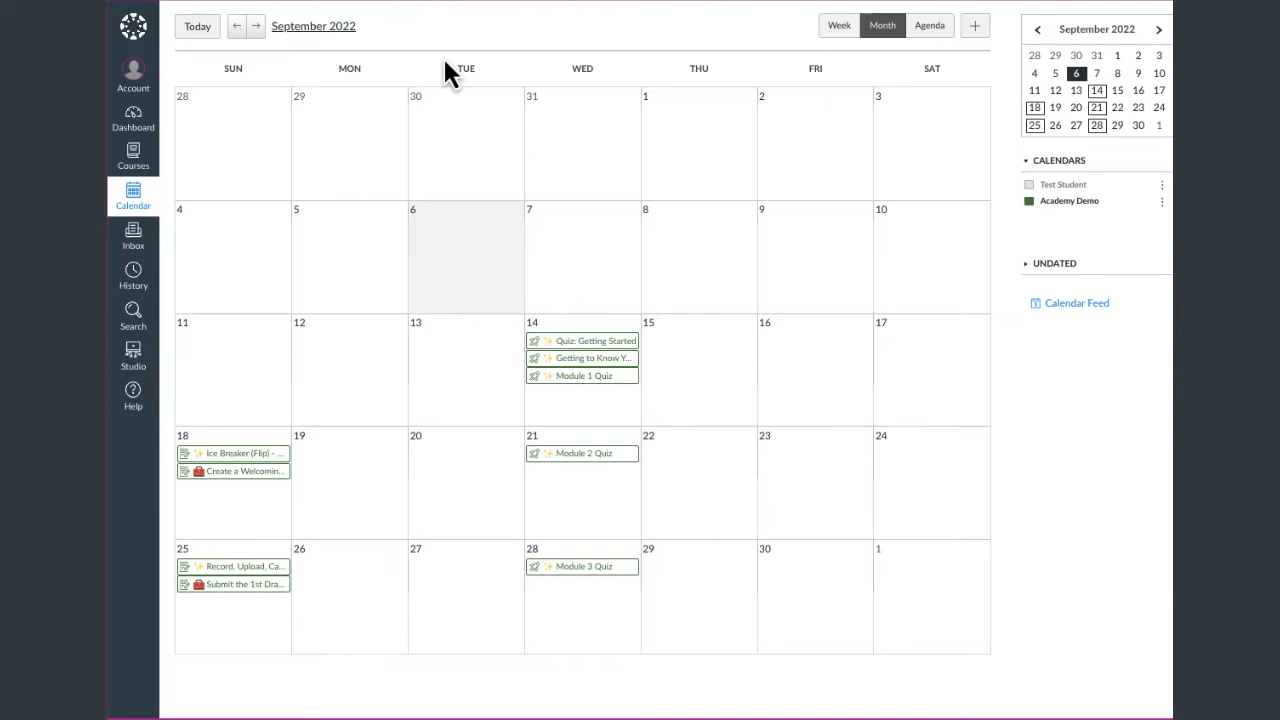 Today
September 2022
Week Month Agenda
SUN MON TUE WED THU FRI SAT
28 29 30 31 1 2 3
4 5 6 7 8 9 10
11 12 13 14 15 16 17
Quiz: Getting Started
Getting to Know Y...
Module 1 Quiz
18 19 20 21 22 23 24
Ice Breaker (Flip) - ...
Create a Welcomin...
Module 2 Quiz
25 26 27 28 29 30 1
Record, Upload, Ca...
Submit the 1st Dra...
Module 3 Quiz
Account
Dashboard
Courses
Calendar
Inbox
History
Search
Studio
Help
September 2022
28 29 30 31 1 2 3
4 5 6 7 8 9 10
11 12 13 14 15 16 17
18 19 20 21 22 23 24
25 26 27 28 29 30 1
CALENDARS
Test Student
Academy Demo
UNDATED
Calendar Feed